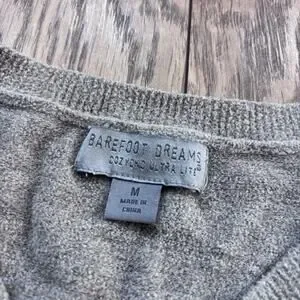 BAREFOOT DREAMS
COZYCHIC ULTRA LITE
M
MADE IN
CHINA